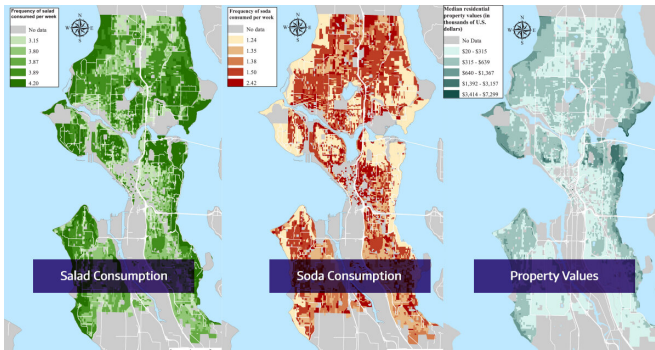 Frequency of salad
consumed per week
No data
3.15
3.80
3.87
3.89
4.20
N
W
E
S
Salad Consumption
Frequency of soda
consumed per week
No data
1.24
1.35
1.38
1.50
2.42
N
W
E
S
Soda Consumption
Median residential
property values (in
thousands of U.S.
dollars)
No Data
$20 - $315
$315 - $639
$640 - $1,367
$1,392 - $3,157
$3,414 - $7,299
N
W
E
S
Property Values